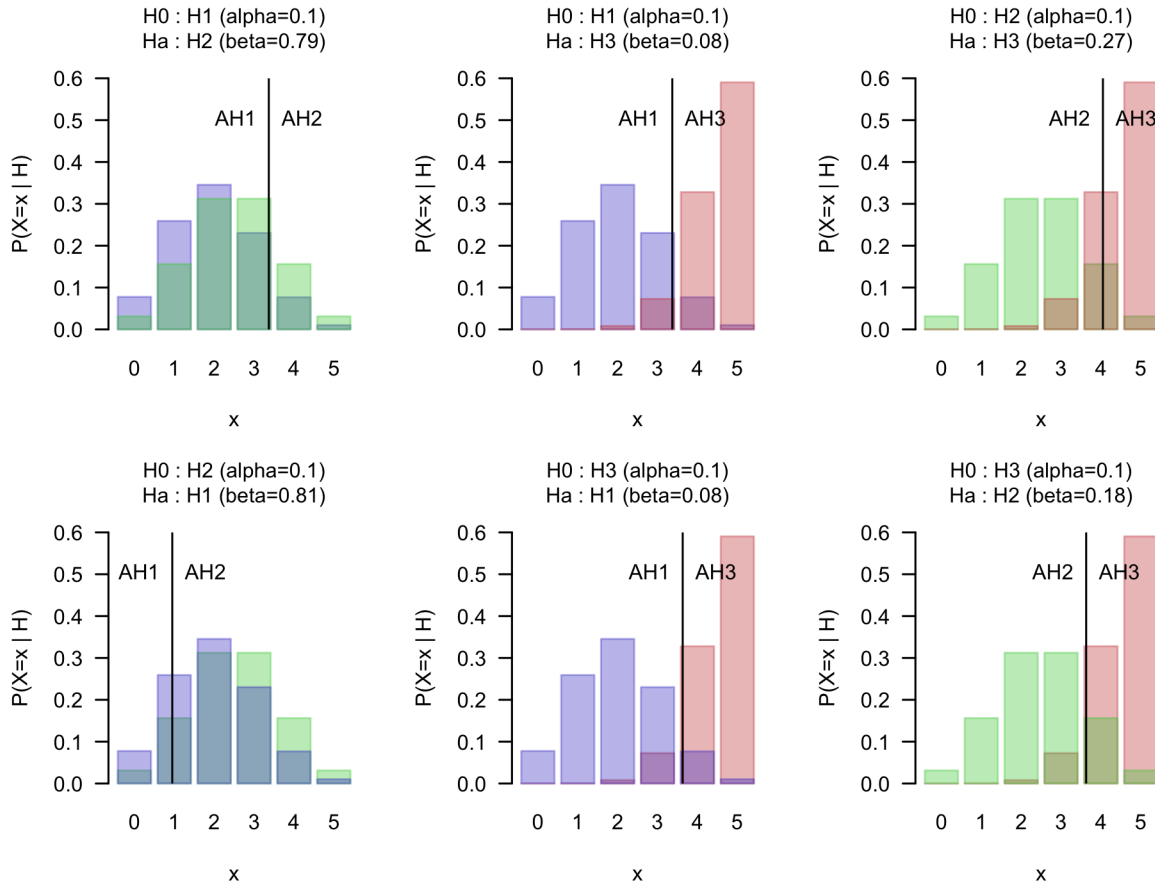 H0 : H1 (alpha=0.1)
Ha : H2 (beta=0.79)
P(X=x | H)
0.6
0.5
0.4
0.3
0.2
0.1
0.0
AH1 AH2
0 1 2 3 4 5
x
H0 : H1 (alpha=0.1)
Ha : H3 (beta=0.08)
P(X=x | H)
0.6
0.5
0.4
0.3
0.2
0.1
0.0
AH1 AH3
0 1 2 3 4 5
x
H0 : H2 (alpha=0.1)
Ha : H3 (beta=0.27)
P(X=x | H)
0.6
0.5
0.4
0.3
0.2
0.1
0.0
AH2 AH3
0 1 2 3 4 5
x
H0 : H2 (alpha=0.1)
Ha : H1 (beta=0.81)
P(X=x | H)
0.6
0.5
0.4
0.3
0.2
0.1
0.0
AH1 AH2
0 1 2 3 4 5
x
H0 : H3 (alpha=0.1)
Ha : H1 (beta=0.08)
P(X=x | H)
0.6
0.5
0.4
0.3
0.2
0.1
0.0
AH1 AH3
0 1 2 3 4 5
x
H0 : H3 (alpha=0.1)
Ha : H2 (beta=0.18)
P(X=x | H)
0.6
0.5
0.4
0.3
0.2
0.1
0.0
AH2 AH3
0 1 2 3 4 5
x